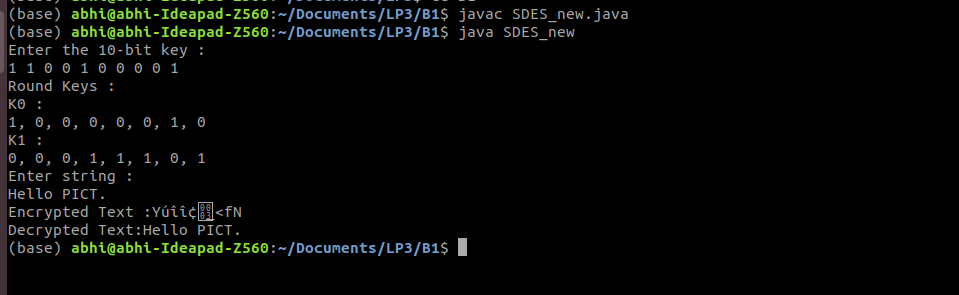 (base) abhi@abhi-Ideapad-Z560:~/Documents/LP3/B1$ javac SDES_new.java
(base) abhi@abhi-Ideapad-Z560:~/Documents/LP3/B1$ java SDES_new
Enter the 10-bit key :
1 1 0 0 1 0 0 0 0 1
Round Keys :
K0 :
1, 0, 0, 0, 0, 0, 1, 0
K1 :
0, 0, 0, 1, 1, 1, 0, 1
Enter string :
Hello PICT.
Encrypted Text :Yúîî¢<fN
Decrypted Text:Hello PICT.
(base) abhi@abhi-Ideapad-Z560:~/Documents/LP3/B1$